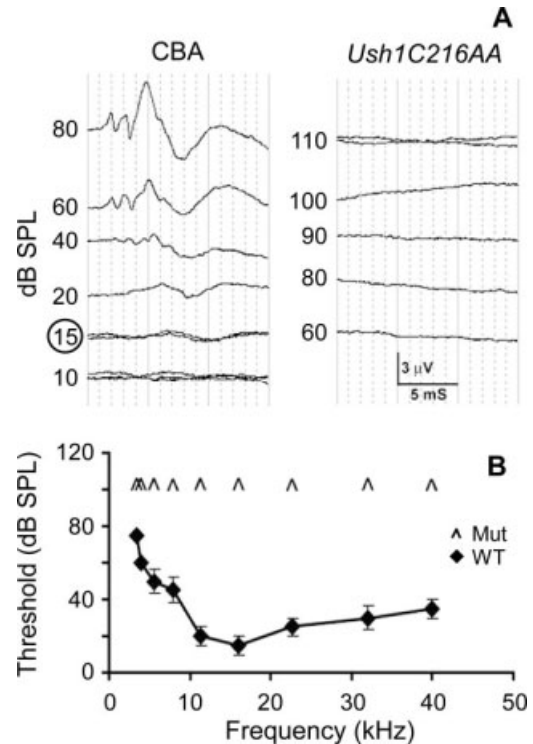 A
CBA
Ush1C216AA
dB SPL
80
60
40
20
15
10
110
100
90
80
60
3 μV
5 mS
B
Threshold (dB SPL)
120
80
40
0
^ Mut
WT
0 10 20 30 40 50
Frequency (kHz)